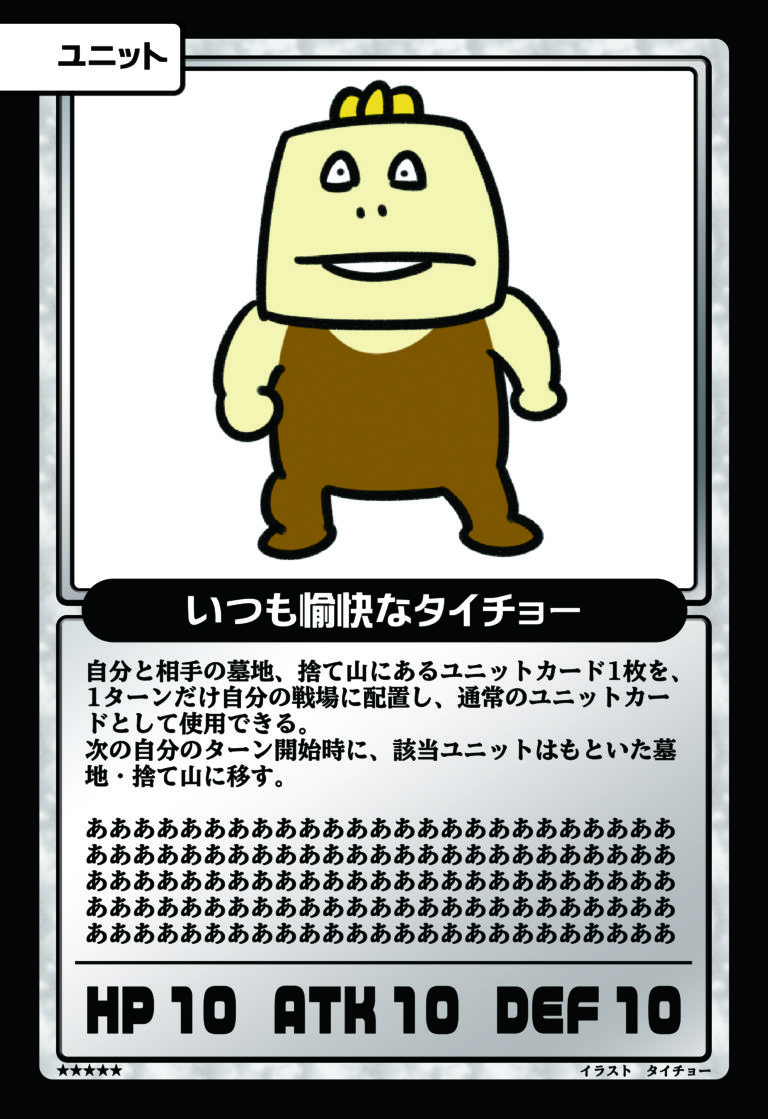 ユニット
いつも愉快なタイチョー
自分と相手の墓地、捨て山にあるユニットカード1枚を、
1ターンだけ自分の戦場に配置し、通常のユニットカー
ドとして使用できる。
次の自分のターン開始時に、該当ユニットはもといた墓
地・捨て山に移す。
あああああああああああああああああああああああああ
あああああああああああああああああああああああああ
あああああああああああああああああああああああああ
あああああああああああああああああああああああああ
あああああああああああああああああああああああああ
HP 10 ATK 10 DEF 10
★★★★★
イラスト　タイチョー